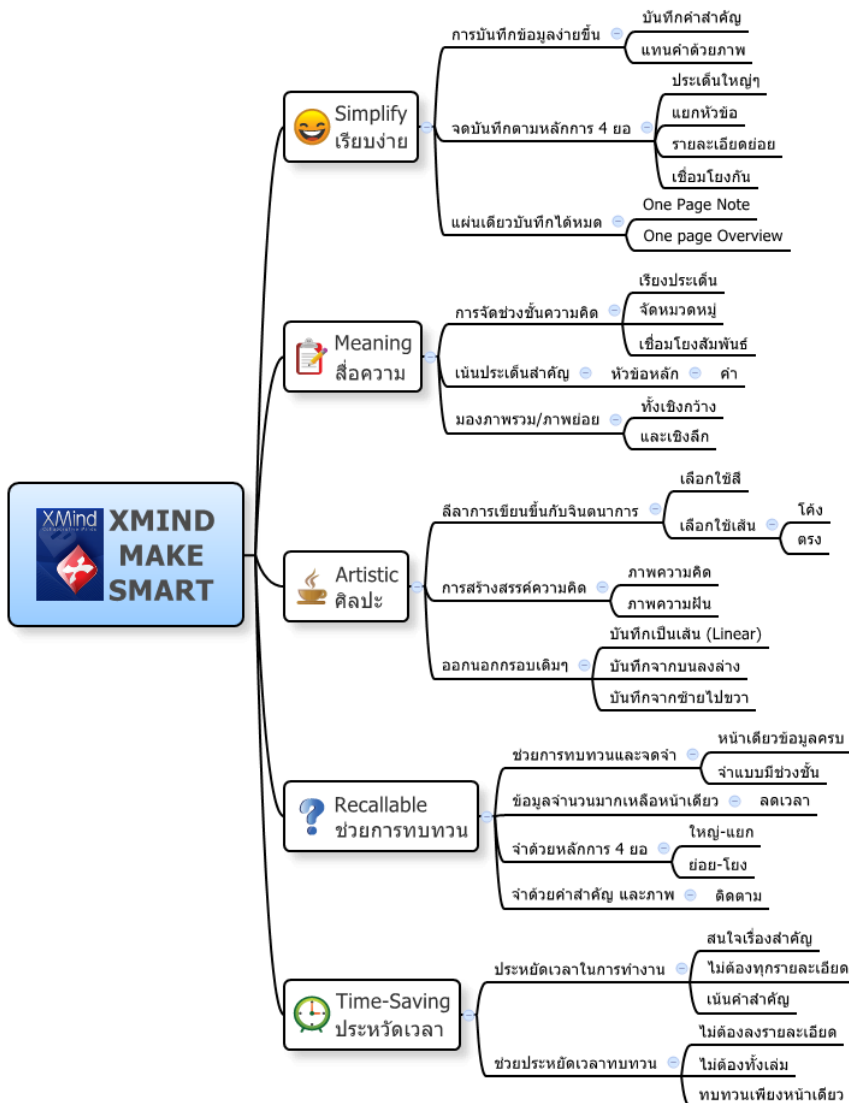 XMind
XMIND
MAKE
SMART
Simplify
เรียบง่าย
การบันทึกข้อมูลง่ายขึ้น
บันทึกคำสำคัญ
แทนคำด้วยภาพ
จดบันทึกตามหลักการ 4 ยอ
ประเด็นใหญ่ๆ
แยกหัวข้อ
รายละเอียดย่อย
เชื่อมโยงกัน
แผ่นเดียวบันทึกได้หมด
One Page Note
One page Overview
Meaning
สื่อความ
การจัดช่วงชั้นความคิด
เรียงประเด็น
จัดหมวดหมู่
เชื่อมโยงสัมพันธ์
เน้นประเด็นสำคัญ
หัวข้อหลัก
คำ
มองภาพรวม/ภาพย่อย
ทั้งเชิงกว้าง
และเชิงลึก
Artistic
ศิลปะ
ลีลาการเขียนขึ้นกับจินตนาการ
เลือกใช้สี
เลือกใช้เส้น
โค้ง
ตรง
การสร้างสรรค์ความคิด
ภาพความคิด
ภาพความฝัน
ออกนอกกรอบเดิมๆ
บันทึกเป็นเส้น (Linear)
บันทึกจากบนลงล่าง
บันทึกจากซ้ายไปขวา
Recallable
ช่วยการทบทวน
ช่วยการทบทวนและจดจำ
หน้าเดียวข้อมูลครบ
จำแบบมีช่วงชั้น
ข้อมูลจำนวนมากเหลือหน้าเดียว
ลดเวลา
จำด้วยหลักการ 4 ยอ
ใหญ่-แยก
ย่อย-โยง
จำด้วยคำสำคัญ และภาพ
ติดตาม
Time-Saving
ประหวัดเวลา
ประหยัดเวลาในการทำงาน
สนใจเรื่องสำคัญ
ไม่ต้องทุกรายละเอียด
เน้นคำสำคัญ
ช่วยประหยัดเวลาทบทวน
ไม่ต้องลงรายละเอียด
ไม่ต้องทั้งเล่ม
ทบทวนเพียงหน้าเดียว